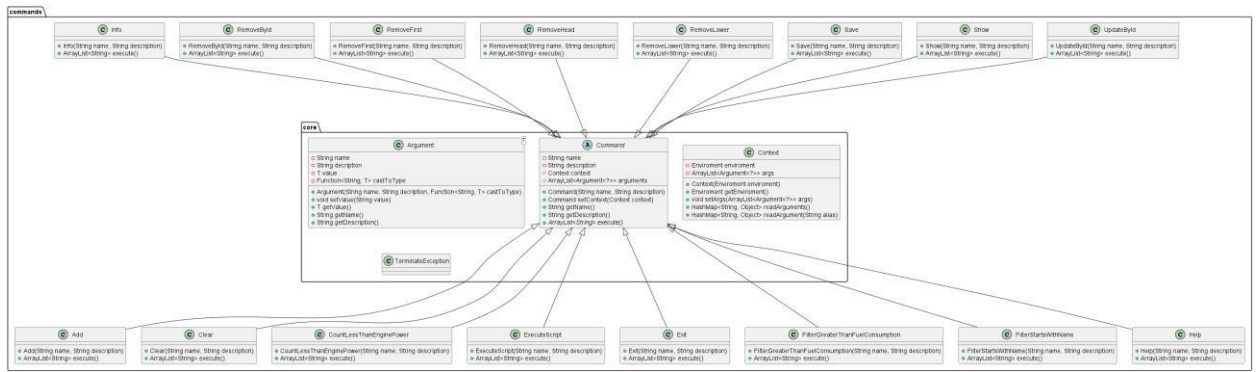 commands
C Info
Info(String name, String description)
ArrayList<String> execute()
C RemoveById
RemoveById(String name, String description)
ArrayList<String> execute()
C RemoveFirst
RemoveFirst(String name, String description)
ArrayList<String> execute()
C RemoveHead
RemoveHead(String name, String description)
ArrayList<String> execute()
C RemoveLower
RemoveLower(String name, String description)
ArrayList<String> execute()
C Save
Save(String name, String description)
ArrayList<String> execute()
C Show
Show(String name, String description)
ArrayList<String> execute()
C UpdateById
UpdateById(String name, String description)
ArrayList<String> execute()
core
C Argument
T
String name
String decription
T value
Function<String, T> castToType
Argument(String name, String decription, Function<String, T> castToType)
void setValue(String value)
T getValue()
String getName()
String getDescription()
A Command
String name
String description
Context context
ArrayList<Argument<?>> arguments
Command(String name, String description)
Command setContext(Context context)
String getName()
String getDescription()
ArrayList<String> execute()
C Context
Enviroment enviroment
ArrayList<Argument<?>> args
Context(Enviroment enviroment)
Enviroment getEnviroment()
void setArgs(ArrayList<Argument<?>> args)
HashMap<String, Object> readArguments()
HashMap<String, Object> readArgument(String alias)
C TerminateException
C Add
Add(String name, String description)
ArrayList<String> execute()
C Clear
Clear(String name, String description)
ArrayList<String> execute()
C CountLessThanEnginePower
CountLessThanEnginePower(String name, String description)
ArrayList<String> execute()
C ExecuteScript
ExecuteScript(String name, String description)
ArrayList<String> execute()
C Exit
Exit(String name, String description)
ArrayList<String> execute()
C FilterGreaterThanFuelConsumption
FilterGreaterThanFuelConsumption(String name, String description)
ArrayList<String> execute()
C FilterStartsWithName
FilterStartsWithName(String name, String description)
ArrayList<String> execute()
C Help
Help(String name, String description)
ArrayList<String> execute()